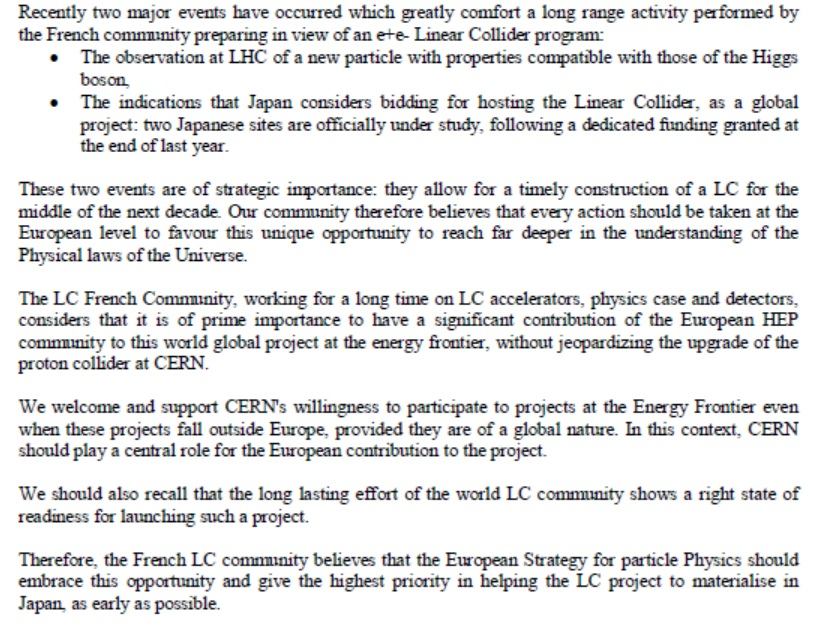 Recently two major events have occurred which greatly comfort a long range activity performed by
the French community preparing in view of an e+e- Linear Collider program:
• The observation at LHC of a new particle with properties compatible with those of the Higgs
boson,
• The indications that Japan considers bidding for hosting the Linear Collider, as a global
project: two Japanese sites are officially under study, following a dedicated funding granted at
the end of last year.
These two events are of strategic importance: they allow for a timely construction of a LC for the
middle of the next decade. Our community therefore believes that every action should be taken at the
European level to favour this unique opportunity to reach far deeper in the understanding of the
Physical laws of the Universe.
The LC French Community, working for a long time on LC accelerators, physics case and detectors,
considers that it is of prime importance to have a significant contribution of the European HEP
community to this world global project at the energy frontier, without jeopardizing the upgrade of the
proton collider at CERN.
We welcome and support CERN's willingness to participate to projects at the Energy Frontier even
when these projects fall outside Europe, provided they are of a global nature. In this context, CERN
should play a central role for the European contribution to the project.
We should also recall that the long lasting effort of the world LC community shows a right state of
readiness for launching such a project.
Therefore, the French LC community believes that the European Strategy for particle Physics should
embrace this opportunity and give the highest priority in helping the LC project to materialise in
Japan, as early as possible.